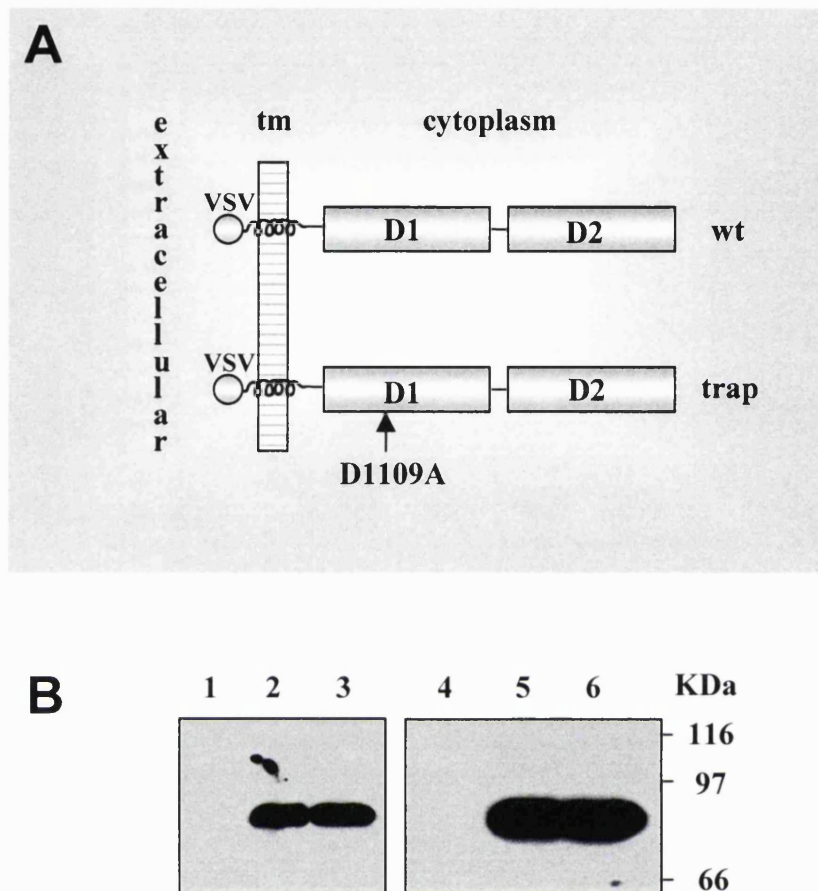 A
extracellular
tm
cytoplasm
VSV
D1
D2
wt
VSV
D1
D2
trap
D1109A
B
1 2 3 4 5 6 KDa
116
97
66